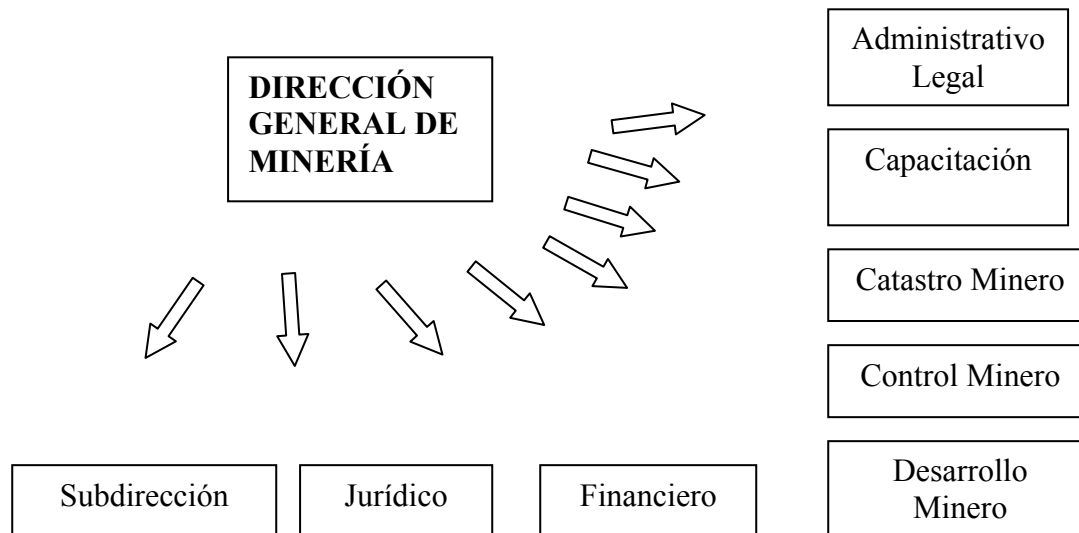 Administrativo
Legal
DIRECCIÓN
GENERAL DE
MINERÍA
Capacitación
Catastro Minero
Control Minero
Subdirección
Jurídico
Financiero
Desarrollo
Minero